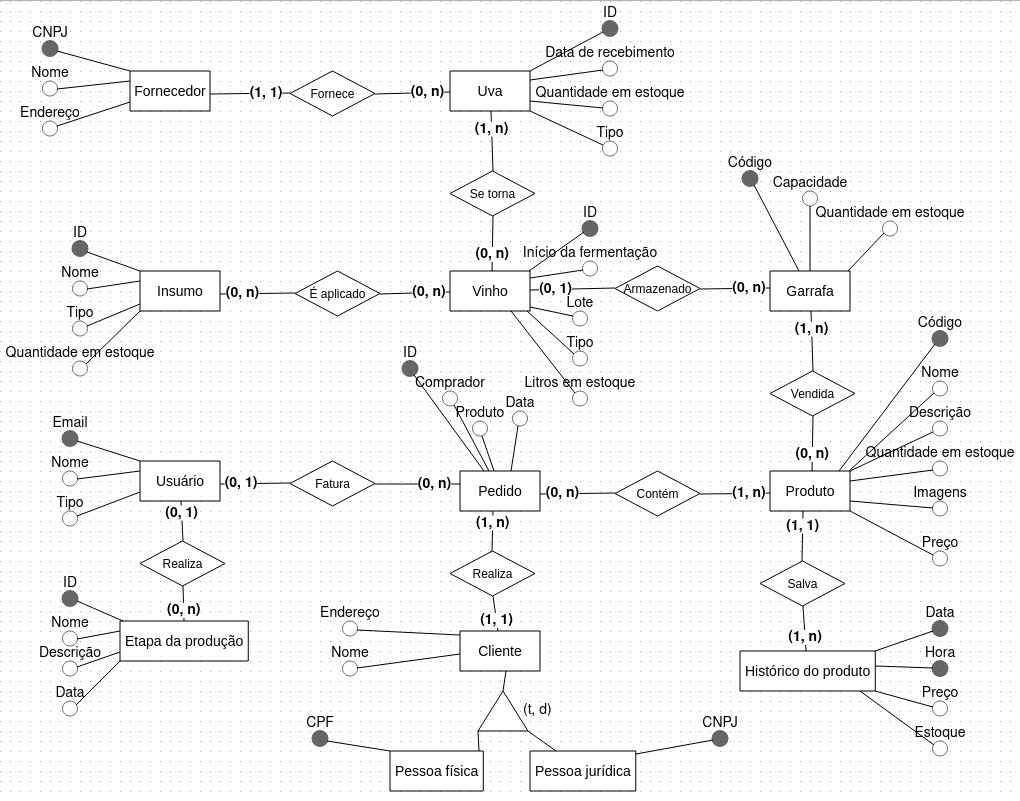 ID
CNPJ
Data de recebimento
Nome
Fornecedor
(1, 1)
Fornece
(0, n)
Uva
Quantidade em estoque
Endereço
Tipo
(1, n)
Código
Capacidade
Se torna
Quantidade em estoque
ID
ID
(0, n)
Início da fermentação
Nome
Insumo
(0, n)
É aplicado
(0, n)
Vinho
(0, 1)
Armazenado
(0, n)
Garrafa
Lote
Tipo
(1, n)
Código
Tipo
Quantidade em estoque
ID
Comprador
Litros em estoque
Nome
Vendida
Produto
Data
Descrição
Email
(0, n)
Quantidade em estoque
Nome
Usuário
(0, 1)
Fatura
(0, n)
Pedido
(0, n)
Contém
(1, n)
Produto
Imagens
Tipo
(0, 1)
(1, n)
(1, 1)
Preço
Realiza
Realiza
Salva
ID
(0, n)
Endereço
(1, 1)
Data
Nome
(1, n)
Etapa da produção
Descrição
Nome
Cliente
Hora
Histórico do produto
Data
Preço
(t, d)
CPF
CNPJ
Estoque
Pessoa física
Pessoa jurídica